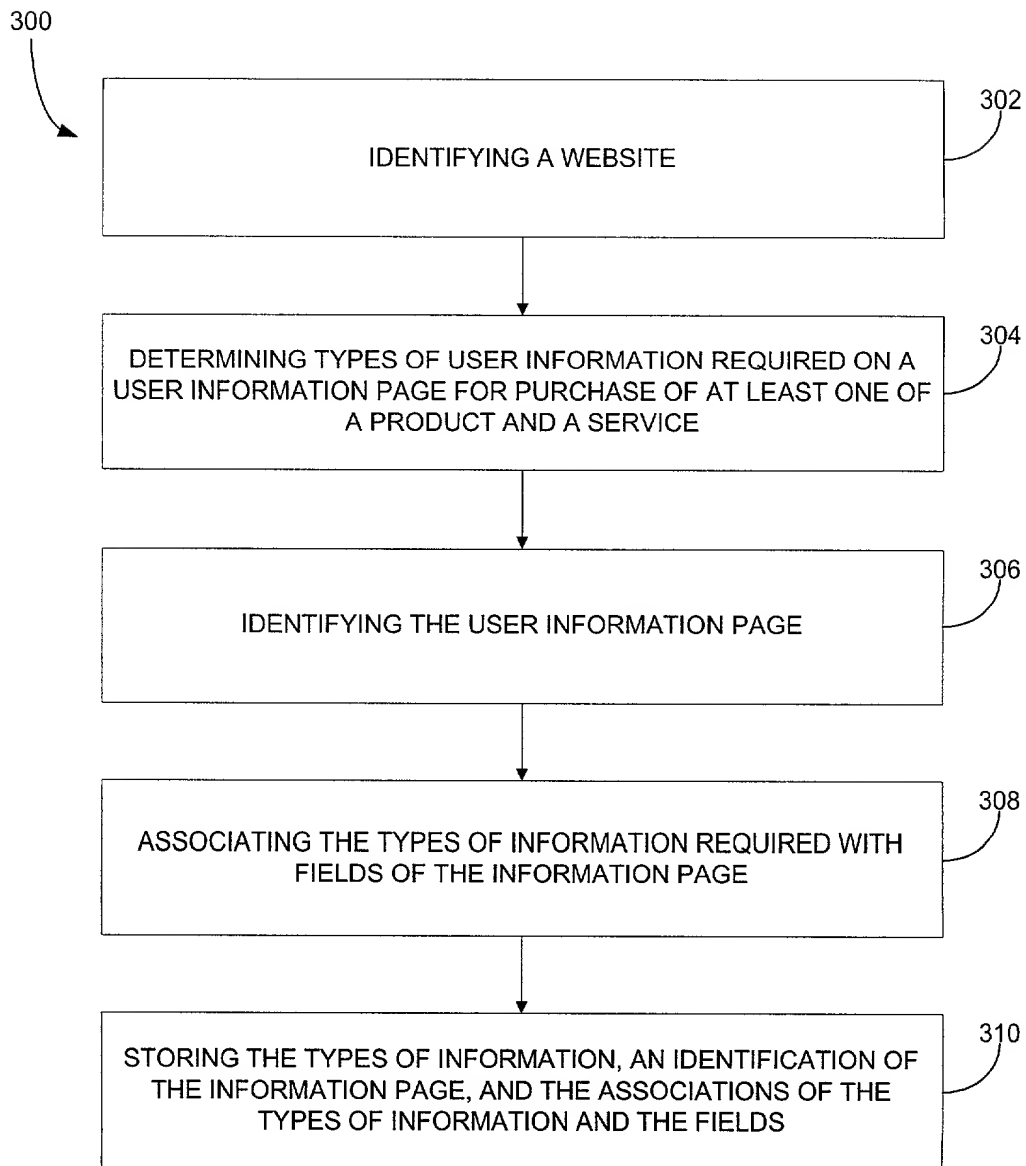 300
302
IDENTIFYING A WEBSITE
304
DETERMINING TYPES OF USER INFORMATION REQUIRED ON A
USER INFORMATION PAGE FOR PURCHASE OF AT LEAST ONE OF
A PRODUCT AND A SERVICE
306
IDENTIFYING THE USER INFORMATION PAGE
308
ASSOCIATING THE TYPES OF INFORMATION REQUIRED WITH
FIELDS OF THE INFORMATION PAGE
310
STORING THE TYPES OF INFORMATION, AN IDENTIFICATION OF
THE INFORMATION PAGE, AND THE ASSOCIATIONS OF THE
TYPES OF INFORMATION AND THE FIELDS